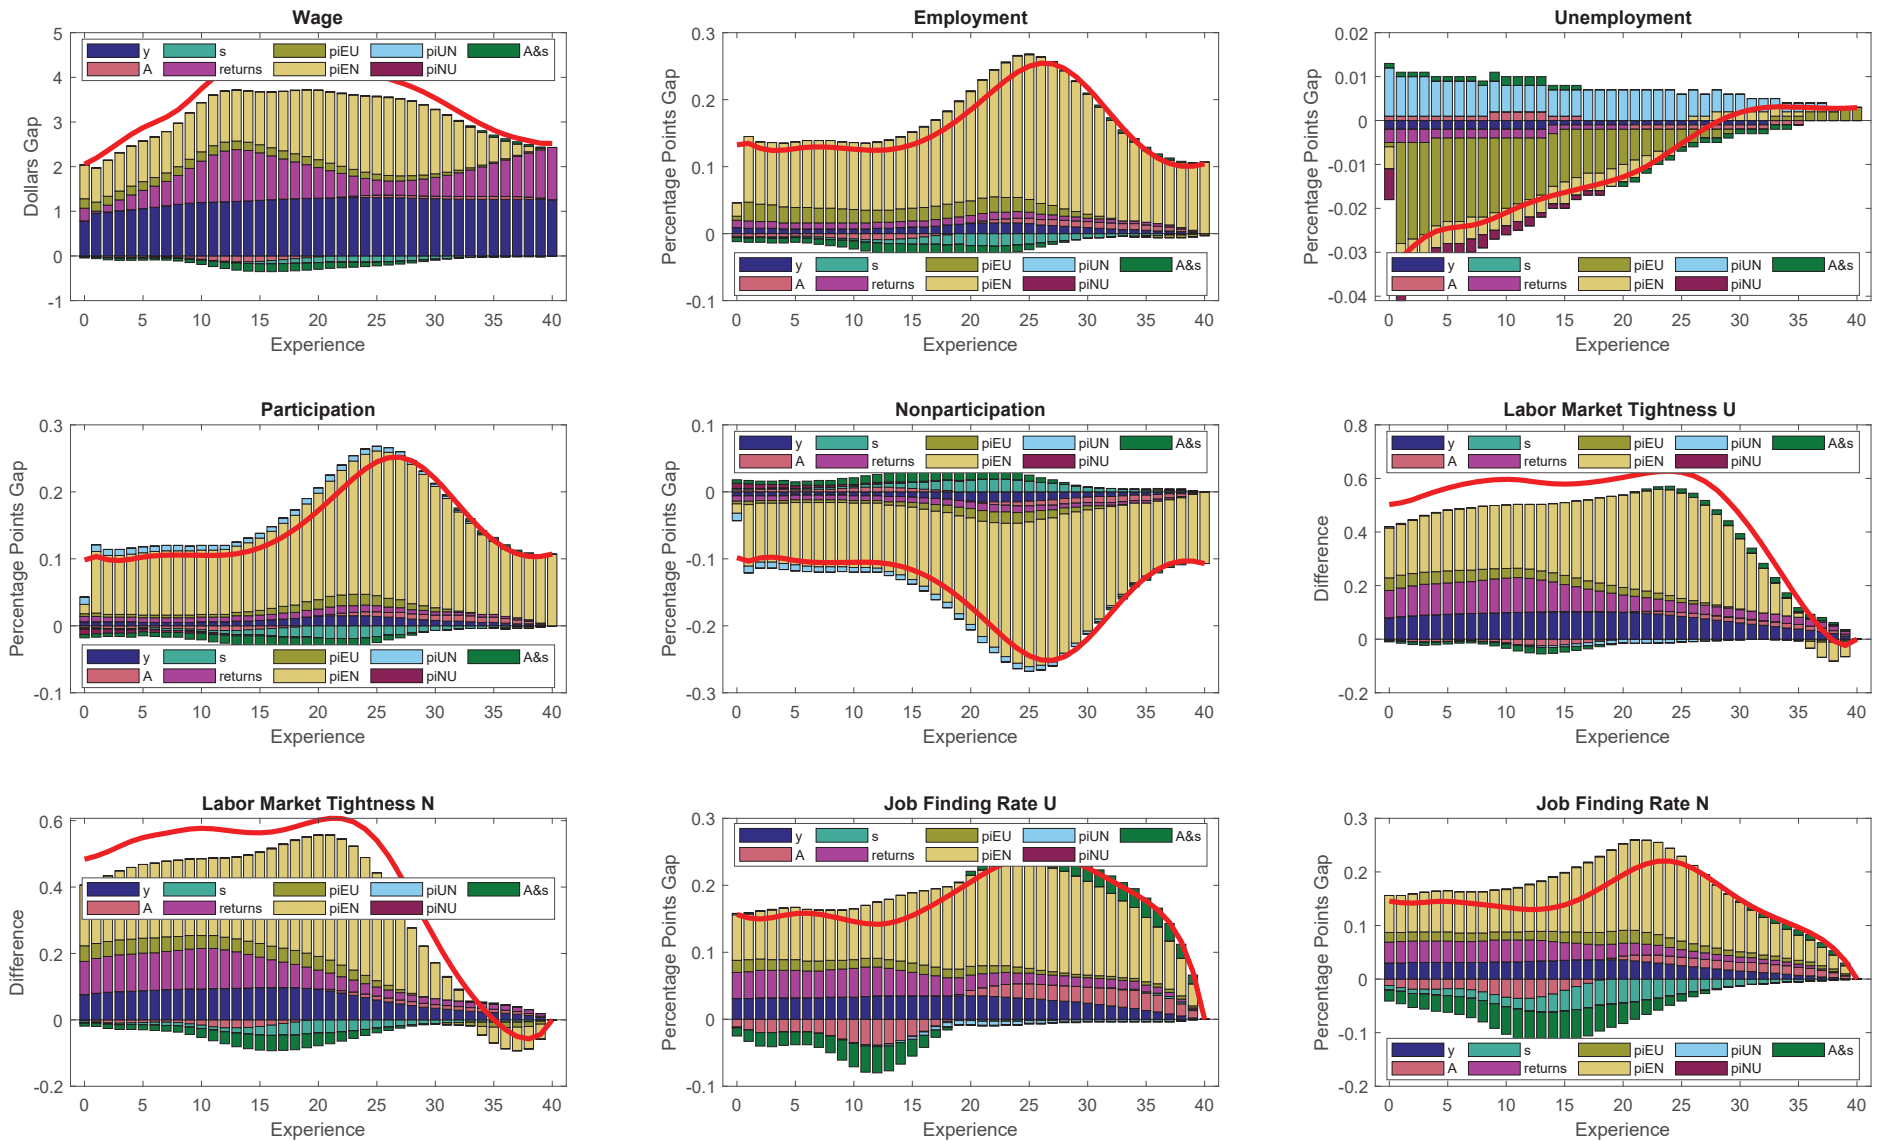 Wage
5
4
3
2
1
0
-1
Dollars Gap
y s piEU piUN A&s
A returns piEN piNU
0 5 10 15 20 25 30 35 40
Experience
Employment
0.3
0.2
0.1
0
-0.1
Percentage Points Gap
y s piEU piUN A&s
A returns piEN piNU
0 5 10 15 20 25 30 35 40
Experience
Unemployment
0.02
0.01
0
-0.01
-0.02
-0.03
-0.04
Percentage Points Gap
y s piEU piUN A&s
A returns piEN piNU
0 5 10 15 20 25 30 35 40
Experience
Participation
0.3
0.2
0.1
0
-0.1
Percentage Points Gap
y s piEU piUN A&s
A returns piEN piNU
0 5 10 15 20 25 30 35 40
Experience
Nonparticipation
0.1
0
-0.1
-0.2
-0.3
Percentage Points Gap
y s piEU piUN A&s
A returns piEN piNU
0 5 10 15 20 25 30 35 40
Experience
Labor Market Tightness U
0.8
0.6
0.4
0.2
0
-0.2
Difference
y s piEU piUN A&s
A returns piEN piNU
0 5 10 15 20 25 30 35 40
Experience
Labor Market Tightness N
0.6
0.4
0.2
0
-0.2
Difference
y s piEU piUN A&s
A returns piEN piNU
0 5 10 15 20 25 30 35 40
Experience
Job Finding Rate U
0.3
0.2
0.1
0
-0.1
Percentage Points Gap
y s piEU piUN A&s
A returns piEN piNU
0 5 10 15 20 25 30 35 40
Experience
Job Finding Rate N
0.3
0.2
0.1
0
-0.1
-0.2
Percentage Points Gap
y s piEU piUN A&s
A returns piEN piNU
0 5 10 15 20 25 30 35 40
Experience